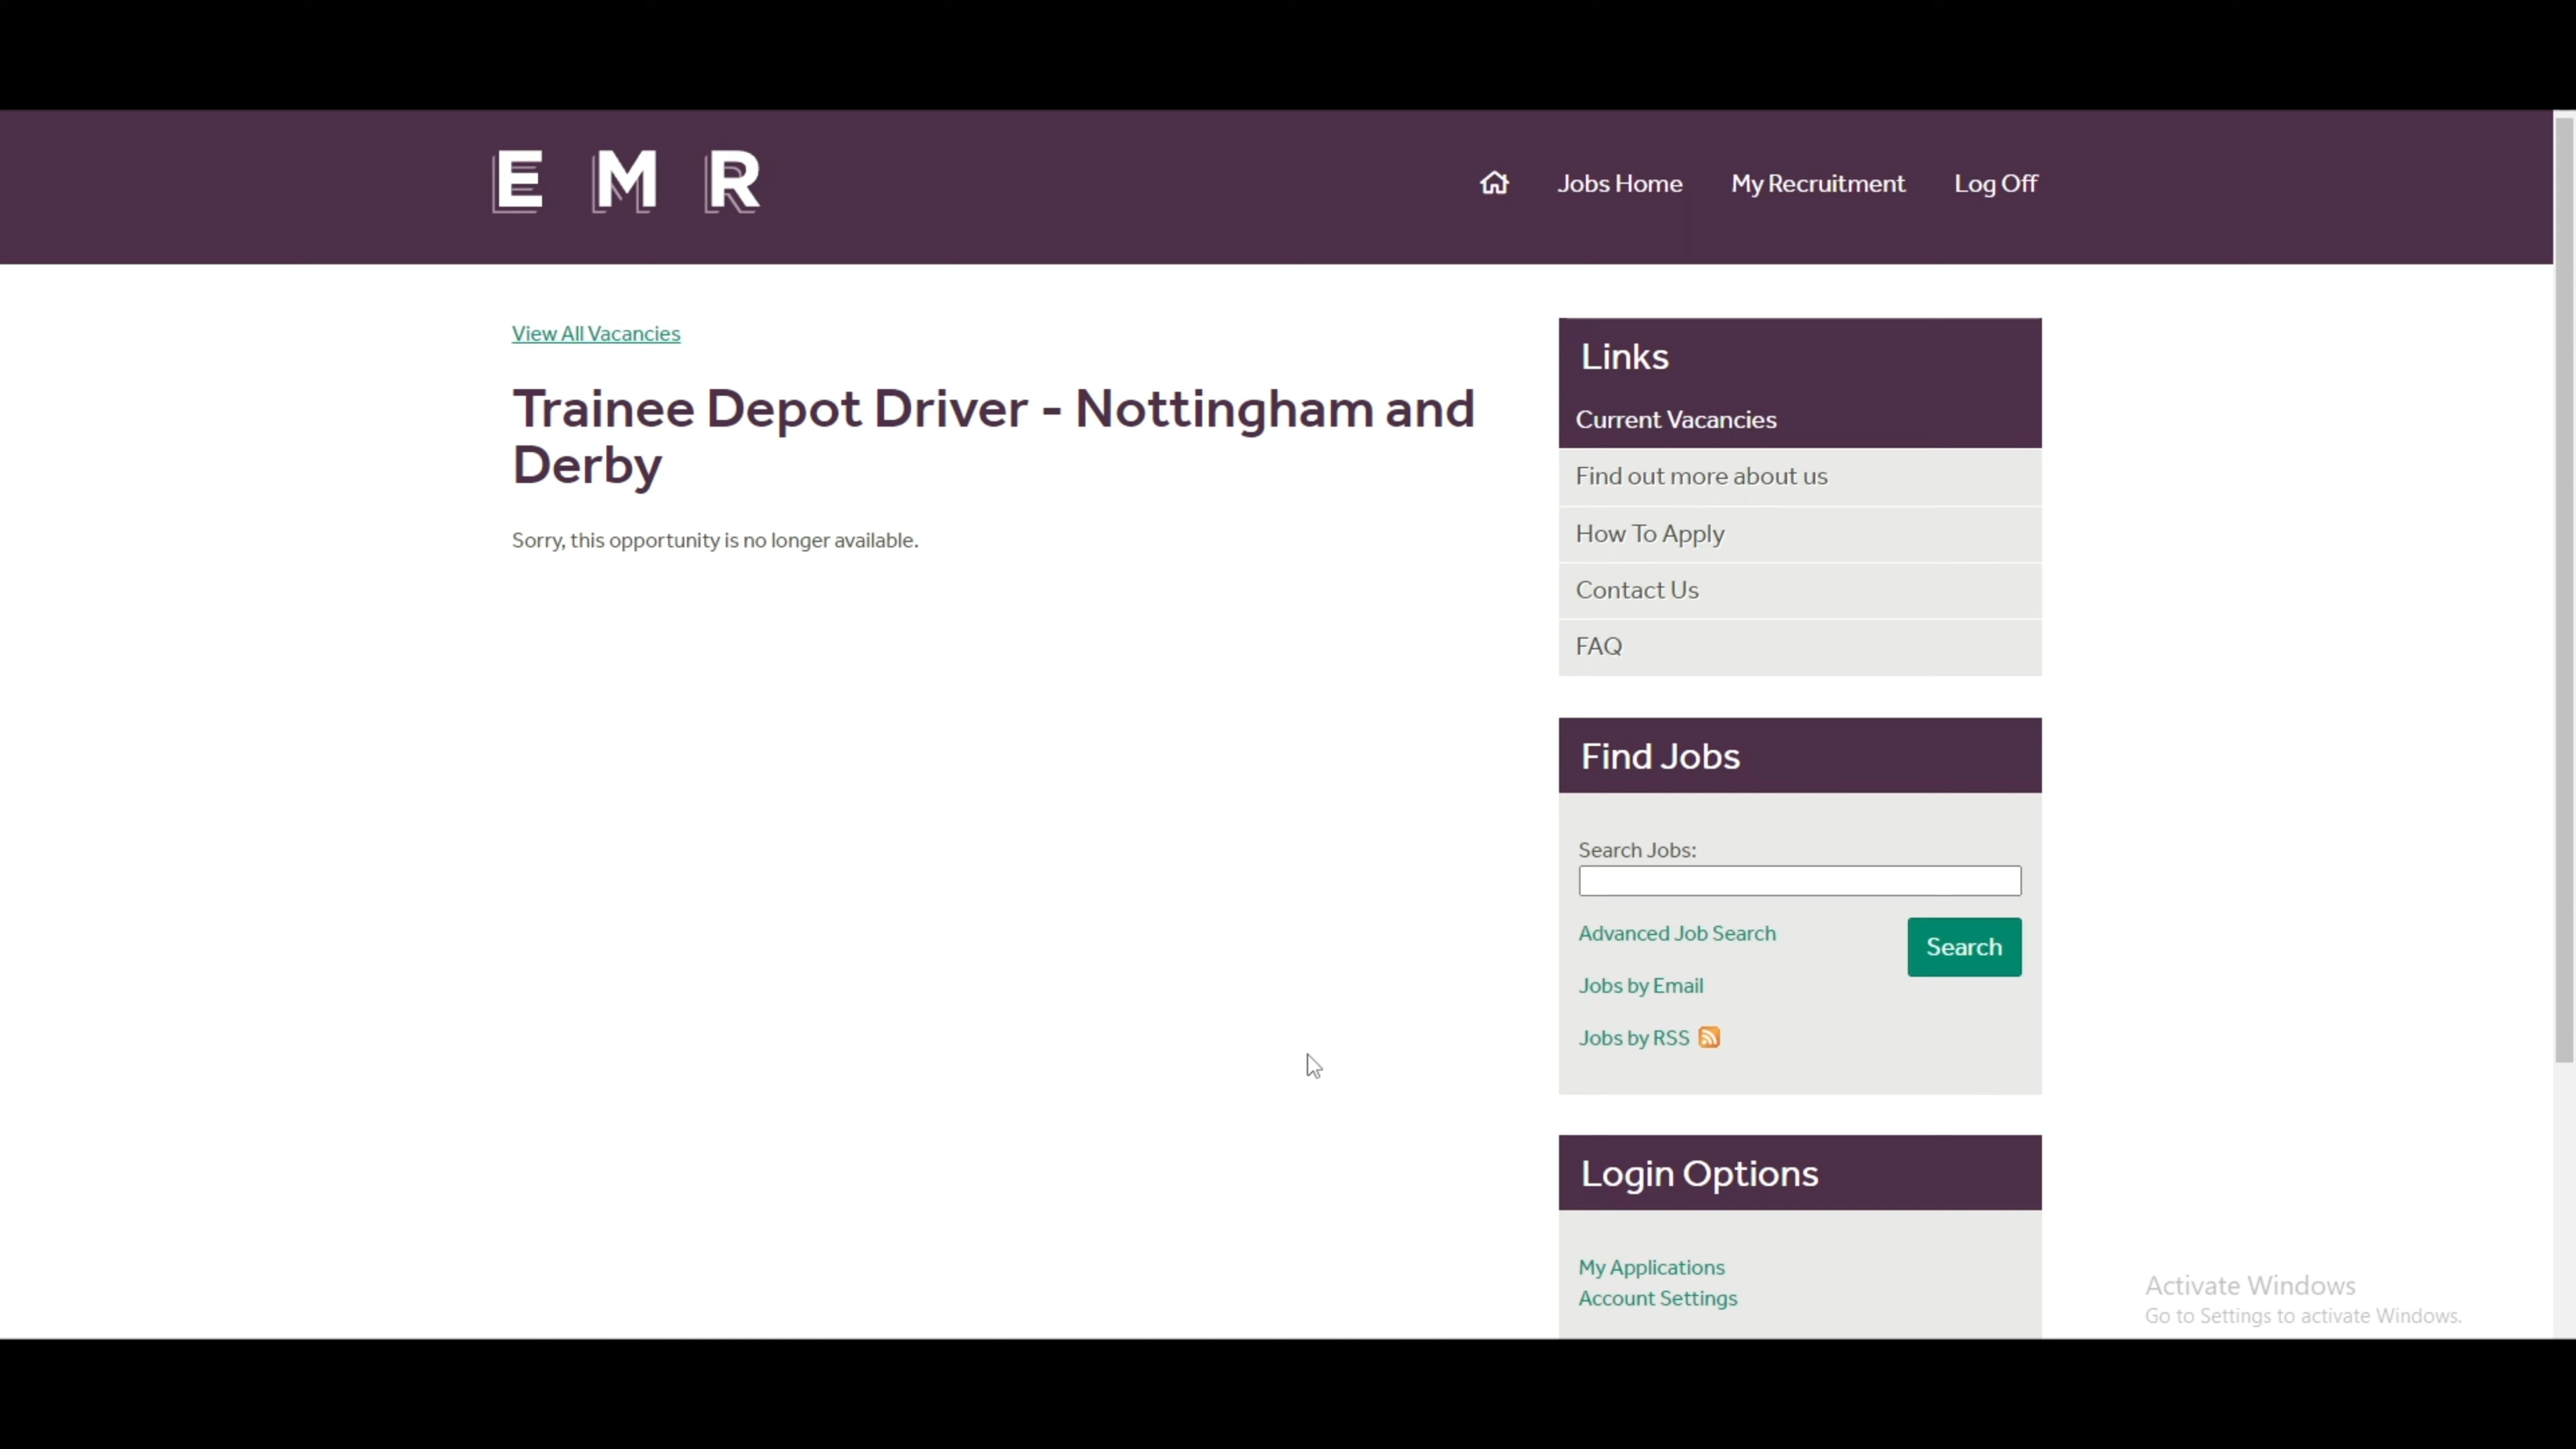 EMR
Jobs Home
My Recruitment
Log Off
View All Vacancies
Trainee Depot Driver - Nottingham and
Derby
Sorry, this opportunity is no longer available.
Links
Current Vacancies
Find out more about us
How To Apply
Contact Us
FAQ
Find Jobs
Search Jobs:
Advanced Job Search
Search
Jobs by Email
Jobs by RSS
Login Options
My Applications
Account Settings
Activate Windows
Go to Settings to activate Windows.